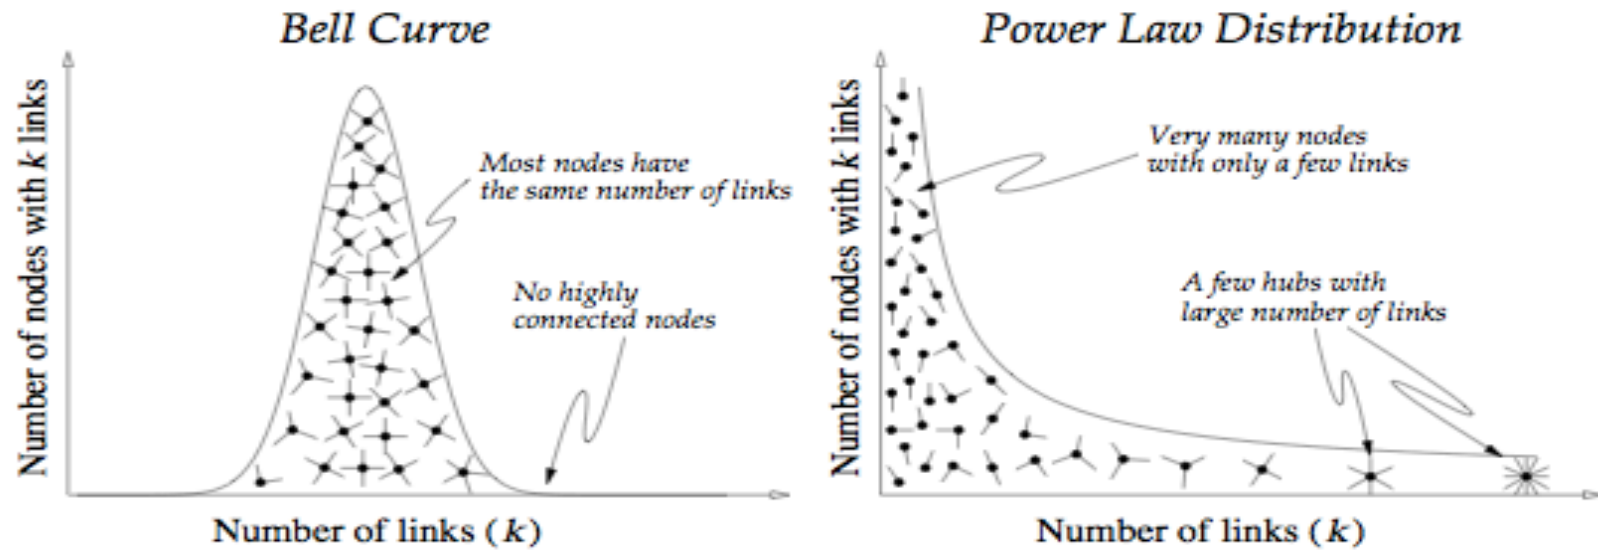 Bell Curve
Number of nodes with k links
Most nodes have
the same number of links
No highly
connected nodes
Number of links (k)
Power Law Distribution
Number of nodes with k links
Very many nodes
with only a few links
A few hubs with
large number of links
Number of links (k)